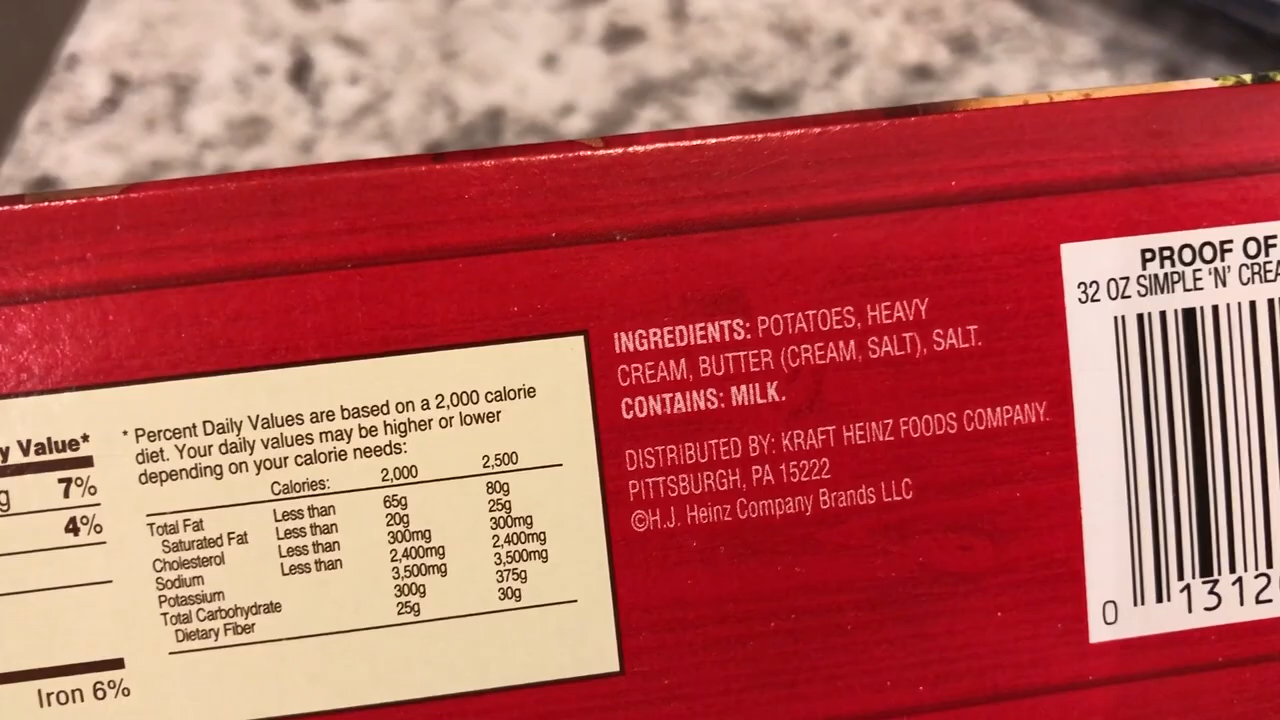 y Value*
g 7%
4%
Iron 6%
* Percent Daily Values are based on a 2,000 calorie
diet. Your daily values may be higher or lower
depending on your calorie needs:
Calories: 2,000 2,500
Total Fat Less than 65g 80g
Saturated Fat Less than 20g 25g
Cholesterol Less than 300mg 300mg
Sodium Less than 2,400mg 2,400mg
Potassium 3,500mg 3,500mg
Total Carbohydrate 300g 375g
Dietary Fiber 25g 30g
INGREDIENTS: POTATOES, HEAVY
CREAM, BUTTER (CREAM, SALT), SALT.
CONTAINS: MILK.
DISTRIBUTED BY: KRAFT HEINZ FOODS COMPANY.
PITTSBURGH, PA 15222
©H.J. Heinz Company Brands LLC
PROOF OF
32 OZ SIMPLE 'N' CREA
0 1312